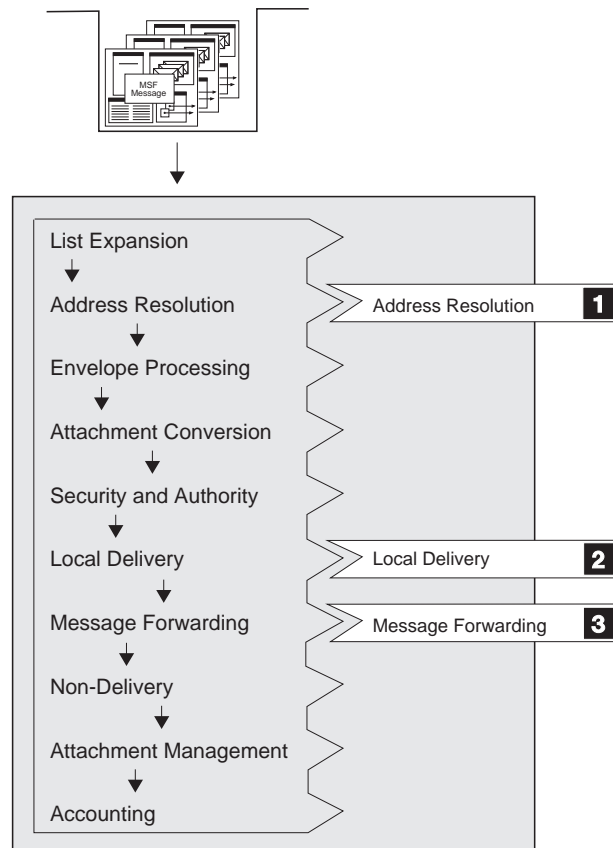 MSF
Message
List Expansion
Address Resolution
Address Resolution 1
Envelope Processing
Attachment Conversion
Security and Authority
Local Delivery
Local Delivery 2
Message Forwarding
Message Forwarding 3
Non-Delivery
Attachment Management
Accounting